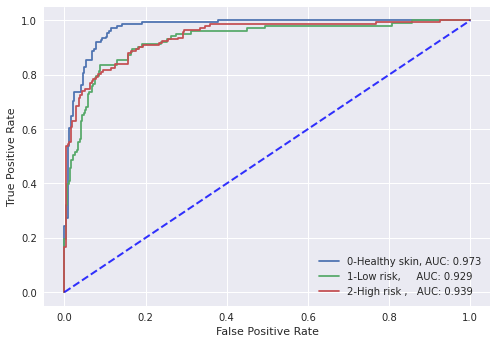 1.0
0.8
0.6
0.4
0.2
0.0
True Positive Rate
0-Healthy skin, AUC: 0.973
1-Low risk, AUC: 0.929
2-High risk , AUC: 0.939
0.0 0.2 0.4 0.6 0.8 1.0
False Positive Rate